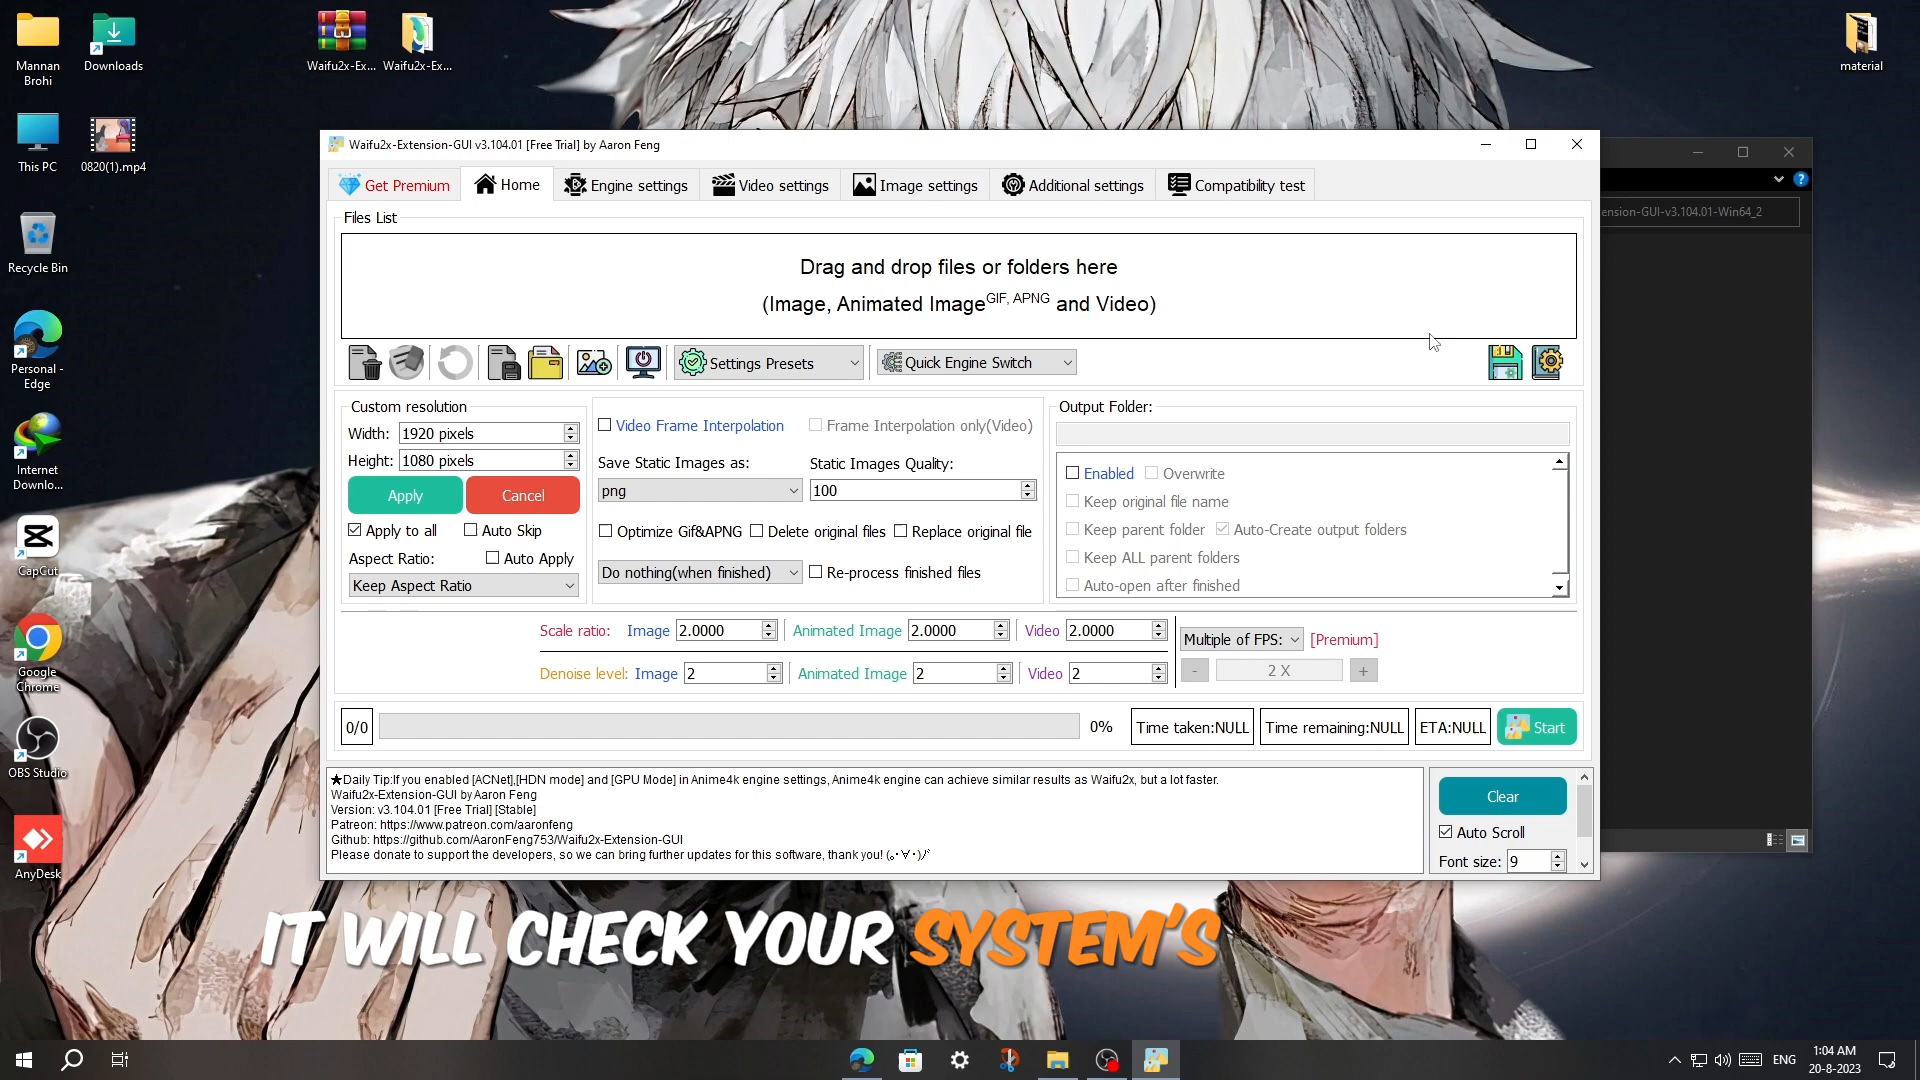 Mannan
Brohi
Downloads
Waifu2x-Ex...
Waifu2x-Ex...
material
This PC
0820(1).mp4
Recycle Bin
Personal -
Edge
Internet
Downlo...
CapCut
Google
Chrome
OBS Studio
AnyDesk
Waifu2x-Extension-GUI v3.104.01 [Free Trial] by Aaron Feng
Get Premium
Home
Engine settings
Video settings
Image settings
Additional settings
Compatibility test
ension-GUI-v3.104.01-Win64_2
Files List
Drag and drop files or folders here
(Image, Animated Image GIF, APNG and Video)
Settings Presets
Quick Engine Switch
Custom resolution
Width: 1920 pixels
Height: 1080 pixels
Apply
Cancel
Apply to all
Auto Skip
Aspect Ratio:
Auto Apply
Keep Aspect Ratio
Video Frame Interpolation
Frame Interpolation only(Video)
Save Static Images as:
Static Images Quality:
png
100
Optimize Gif&APNG
Delete original files
Replace original file
Do nothing(when finished)
Re-process finished files
Output Folder:
Enabled
Overwrite
Keep original file name
Keep parent folder
Auto-Create output folders
Keep ALL parent folders
Auto-open after finished
Scale ratio: Image 2.0000 Animated Image 2.0000 Video 2.0000
Denoise level: Image 2 Animated Image 2 Video 2
Multiple of FPS: [Premium]
- 2 X +
0/0
0%
Time taken:NULL
Time remaining:NULL
ETA:NULL
Start
★Daily Tip:If you enabled [ACNet],[HDN mode] and [GPU Mode] in Anime4k engine settings, Anime4k engine can achieve similar results as Waifu2x, but a lot faster.
Waifu2x-Extension-GUI by Aaron Feng
Version: v3.104.01 [Free Trial] [Stable]
Patreon: https://www.patreon.com/aaronfeng
Github: https://github.com/AaronFeng753/Waifu2x-Extension-GUI
Please donate to support the developers, so we can bring further updates for this software, thank you! (｡･∀･)ﾉﾞ
Clear
Auto Scroll
Font size: 9
IT WILL CHECK YOUR SYSTEM'S
ENG
1:04 AM
20-8-2023